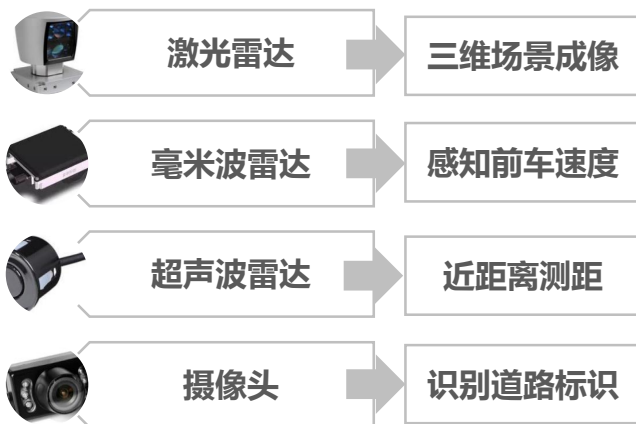 激光雷达
三维场景成像
毫米波雷达
感知前车速度
超声波雷达
近距离测距
摄像头
识别道路标识